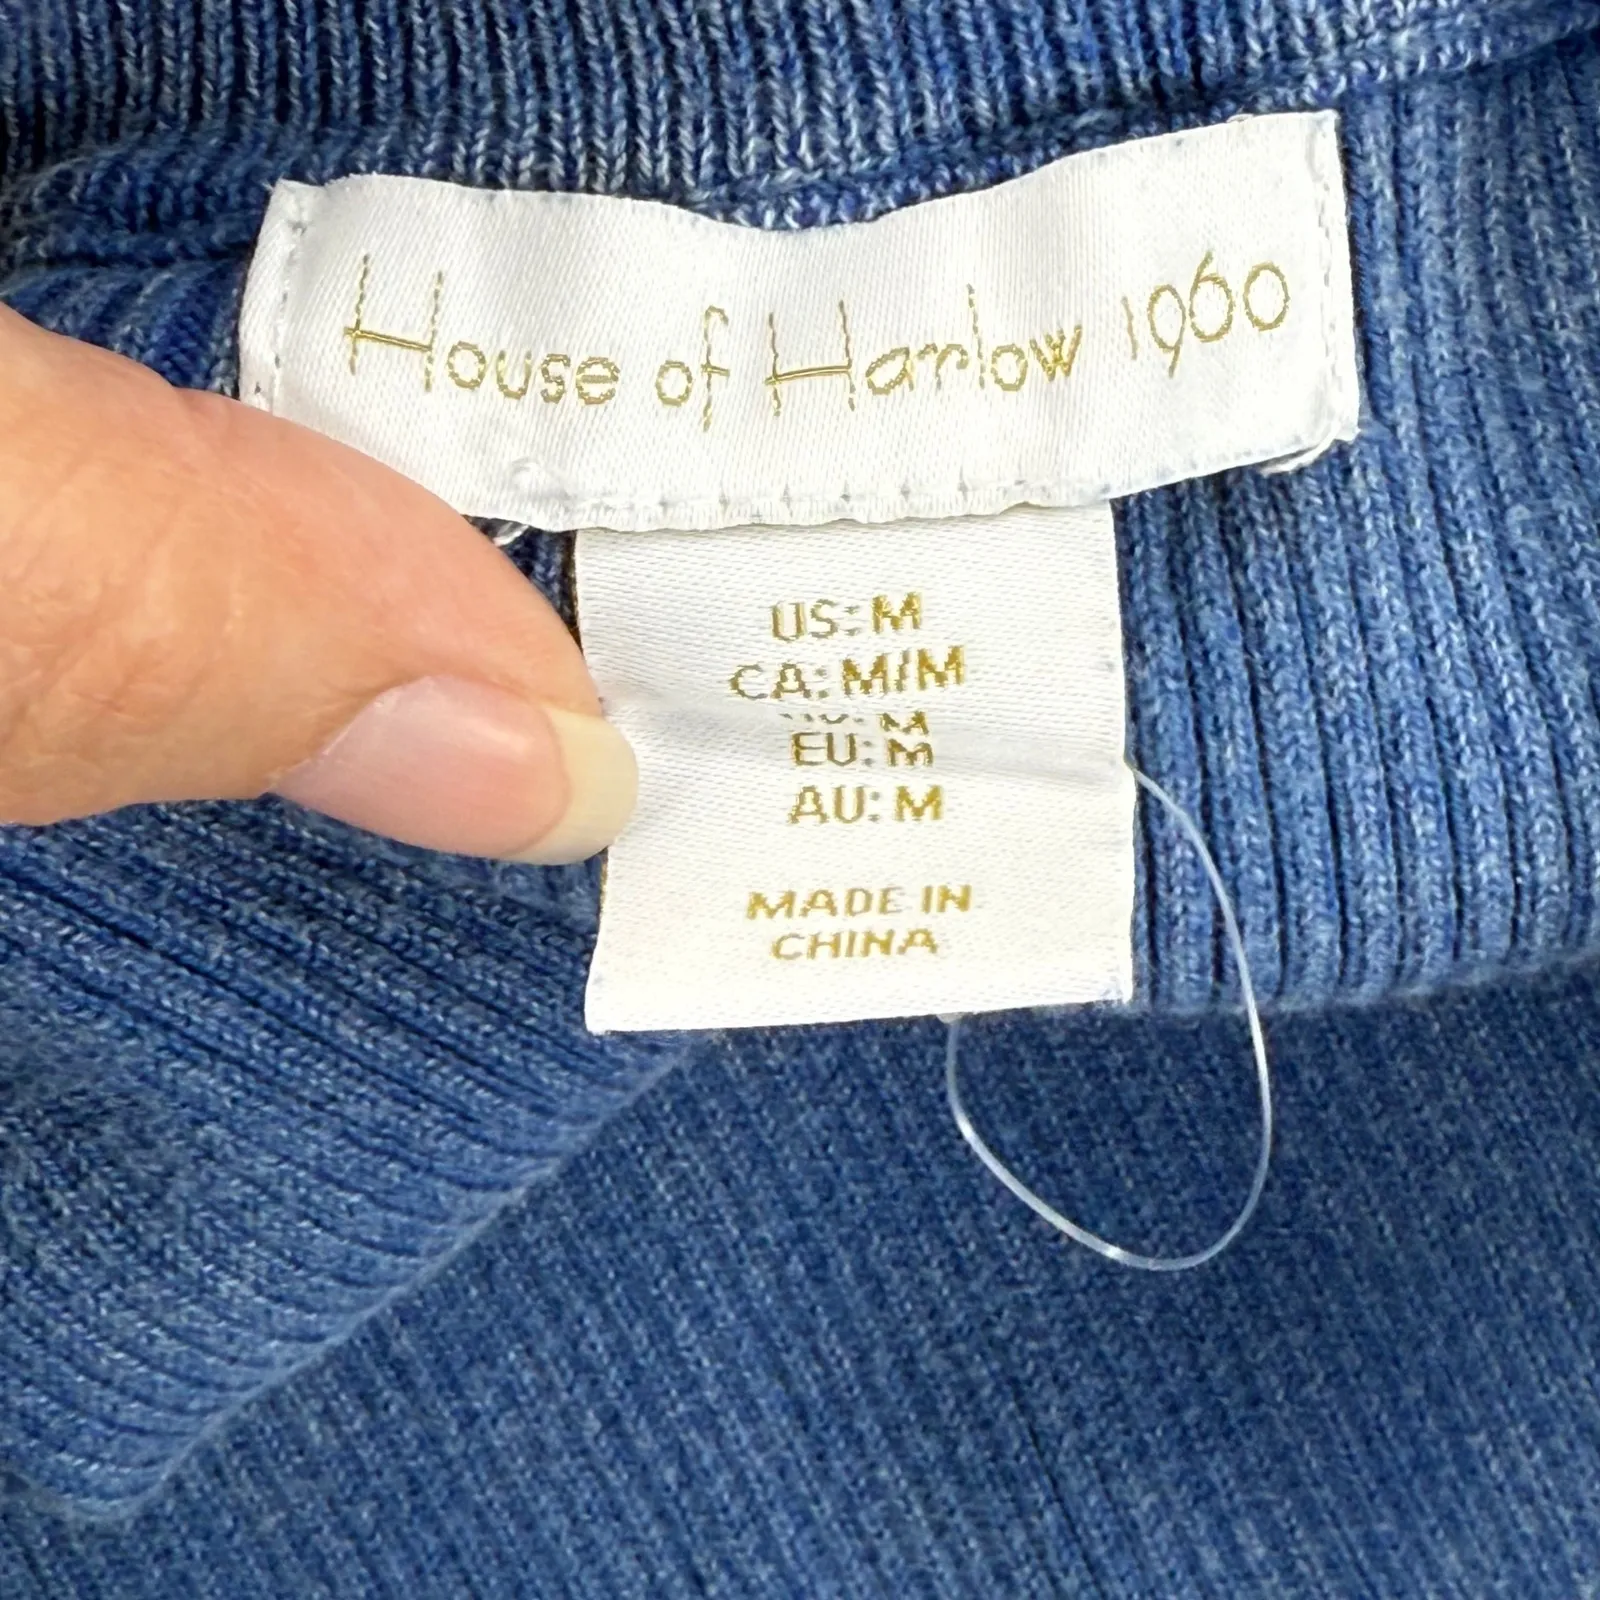 House of Harlow 1960
US: M
CA: M/M
M
EU: M
AU: M
MADE IN
CHINA